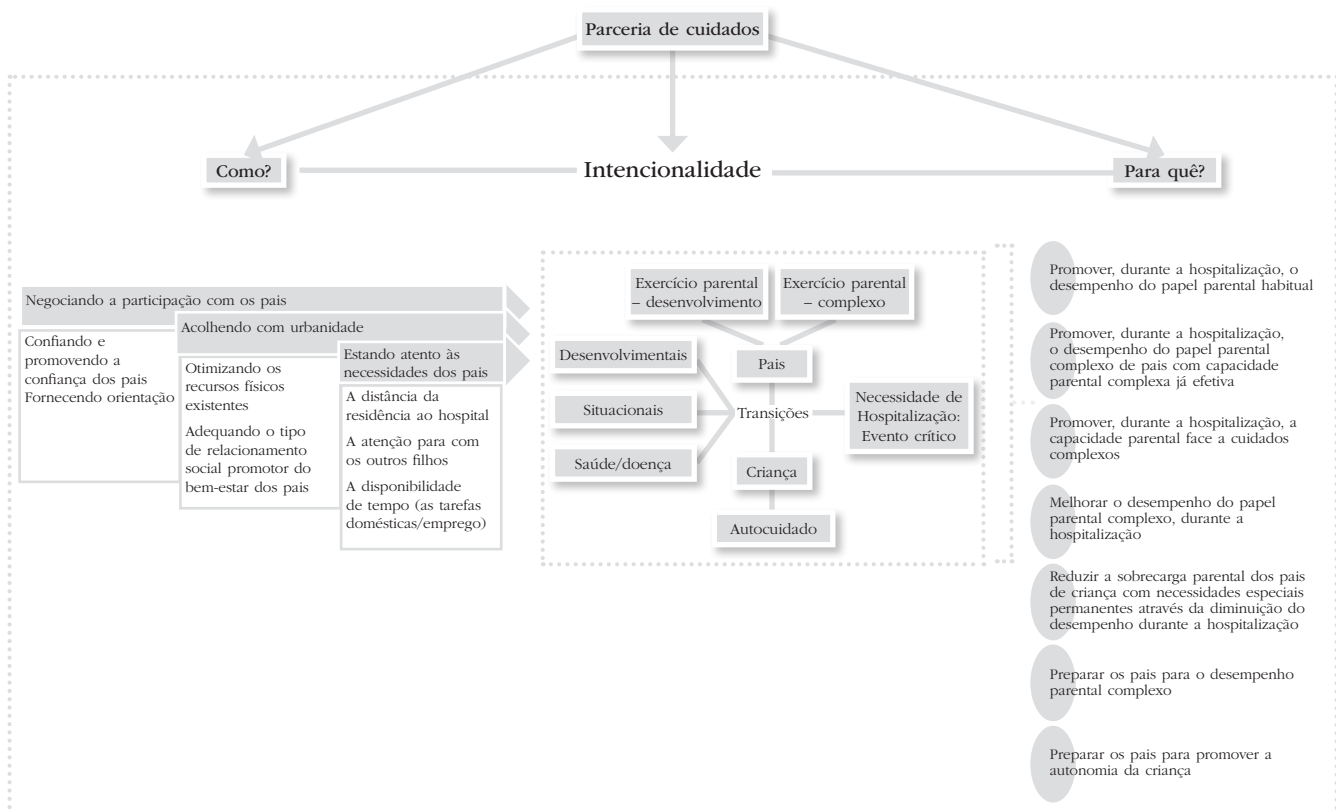 Parceria de cuidados
Como?
Intencionalidade
Para quê?
Negociando a participação com os pais
Confiando e
promovendo a
confiança dos pais
Fornecendo orientação
Acolhendo com urbanidade
Otimizando os
recursos físicos
existentes
Adequando o tipo
de relacionamento
social promotor do
bem-estar dos pais
Estando atento às
necessidades dos pais
A distância da
residência ao hospital
A atenção para com
os outros filhos
A disponibilidade
de tempo (as tarefas
domésticas/emprego)
Exercício parental
– desenvolvimento
Exercício parental
– complexo
Desenvolvimentais
Situacionais
Saúde/doença
Pais
Transições
Criança
Autocuidado
Necessidade de
Hospitalização:
Evento crítico
Promover, durante a hospitalização, o
desempenho do papel parental habitual
Promover, durante a hospitalização,
o desempenho do papel parental
complexo de pais com capacidade
parental complexa já efetiva
Promover, durante a hospitalização, a
capacidade parental face a cuidados
complexos
Melhorar o desempenho do papel
parental complexo, durante a
hospitalização
Reduzir a sobrecarga parental dos pais
de criança com necessidades especiais
permanentes através da diminuição do
desempenho durante a hospitalização
Preparar os pais para o desempenho
parental complexo
Preparar os pais para promover a
autonomia da criança